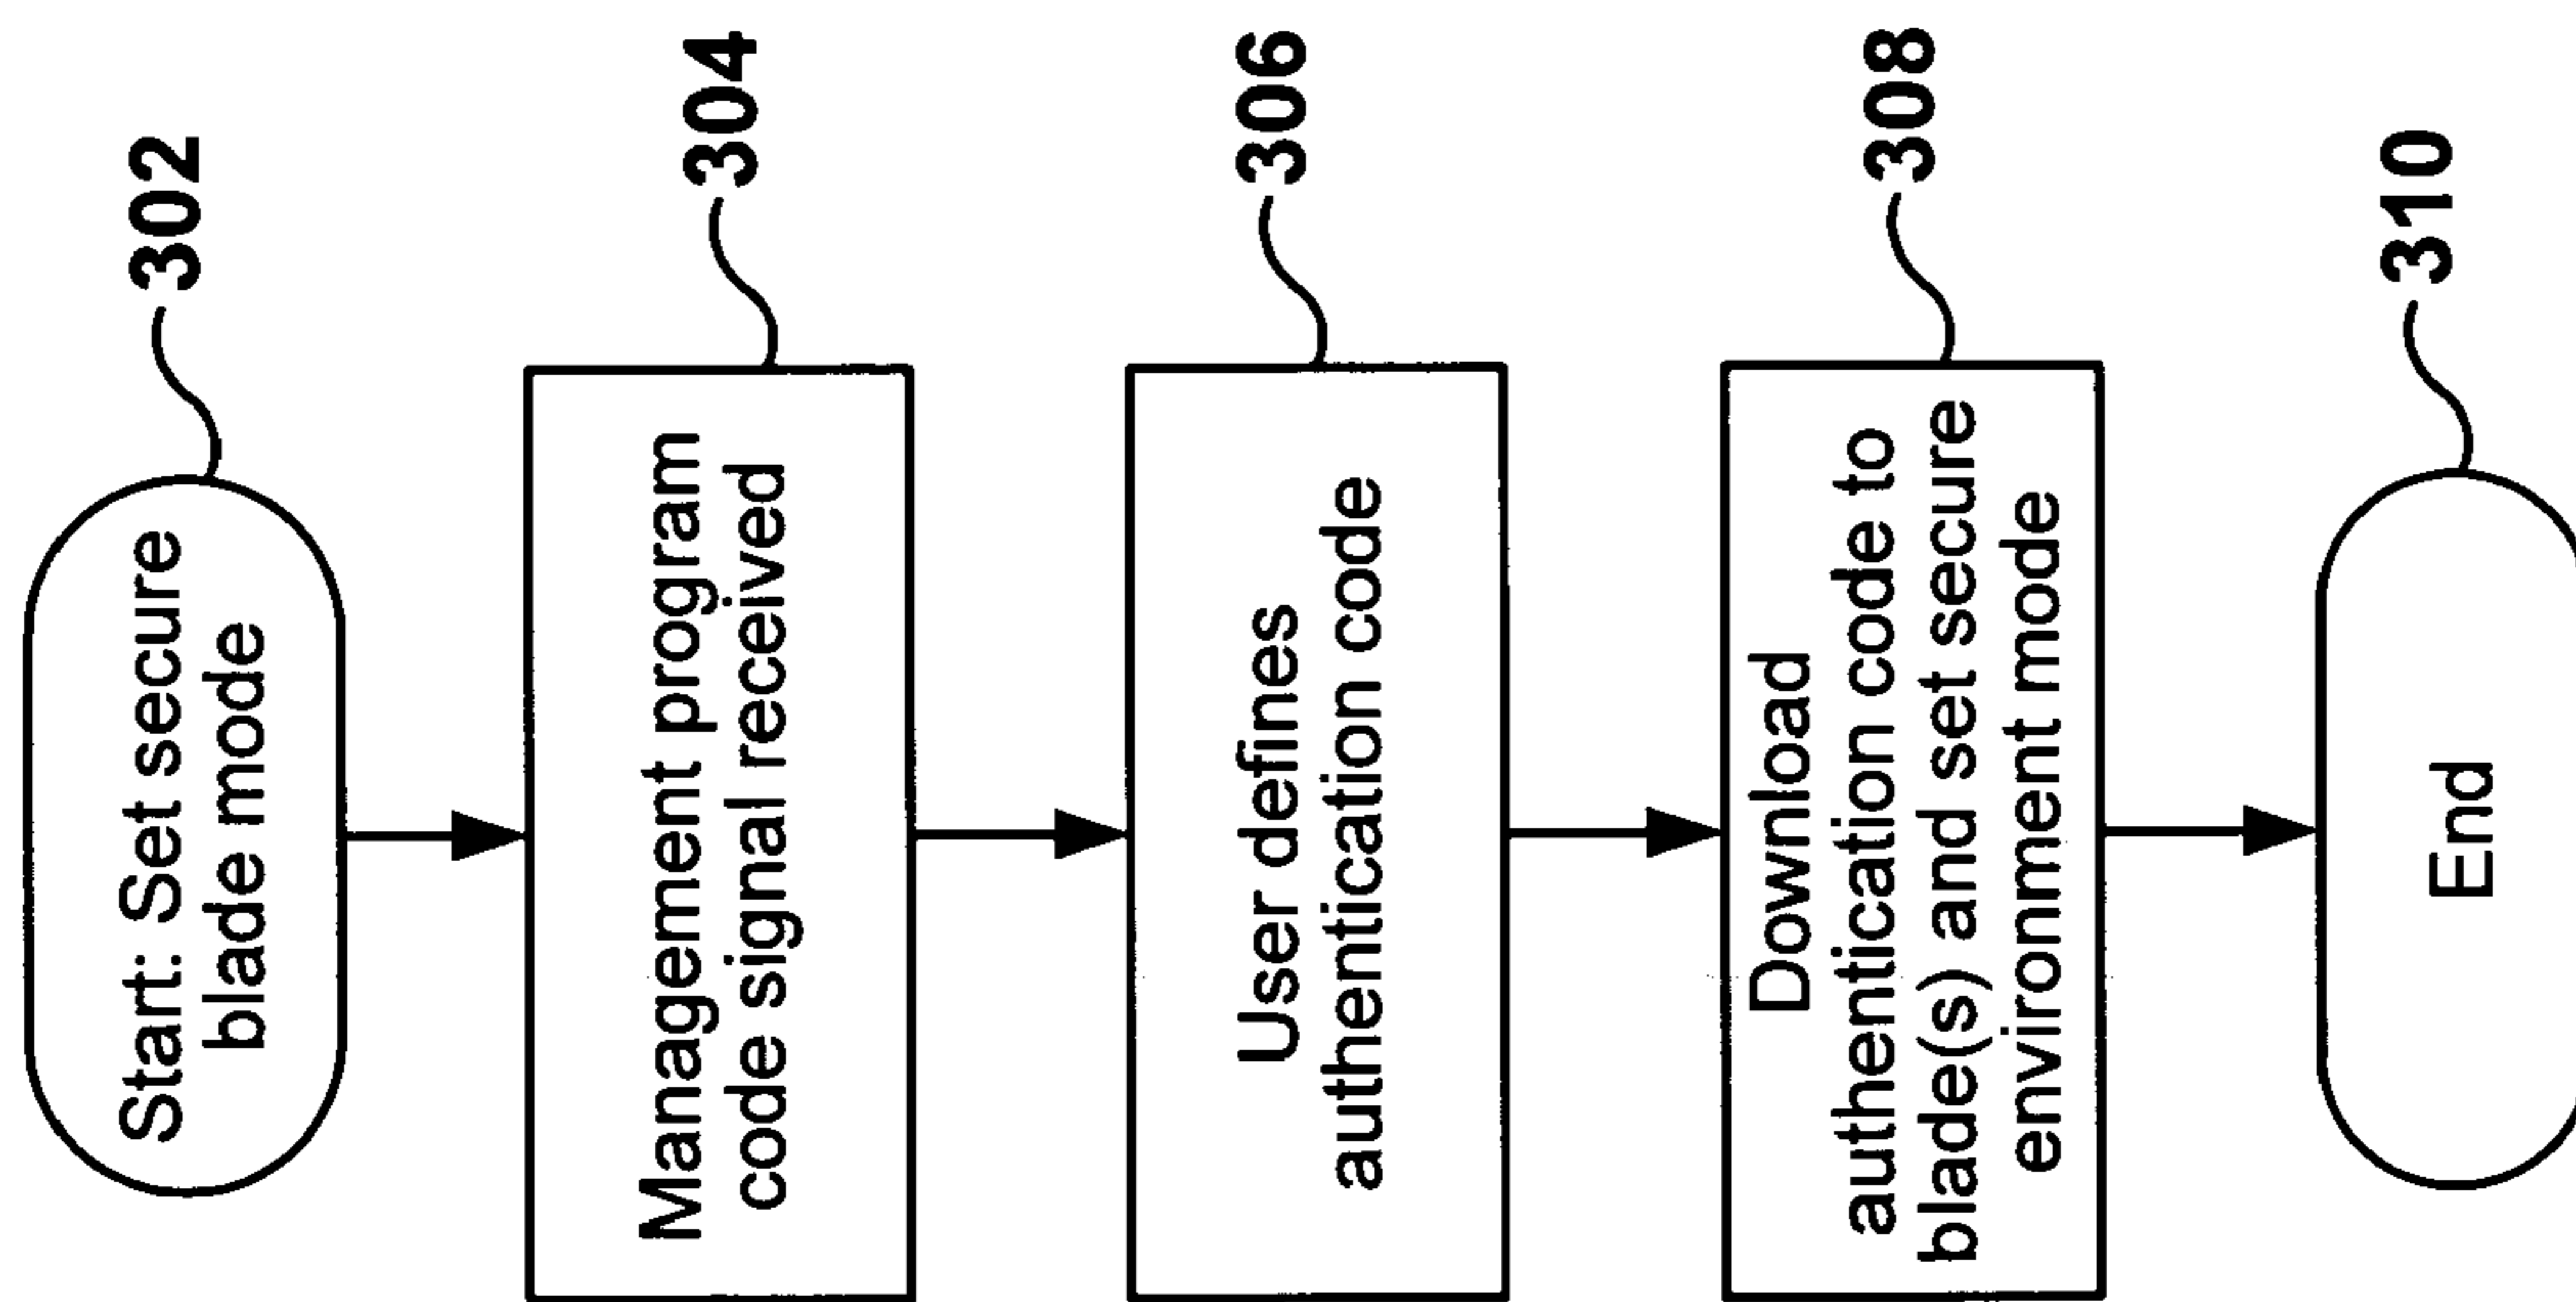 Start: Set secure
blade mode
302
Management program
code signal received
304
User defines
authentication code
306
Download
authentication code to
blade(s) and set secure
environment mode
308
End
310